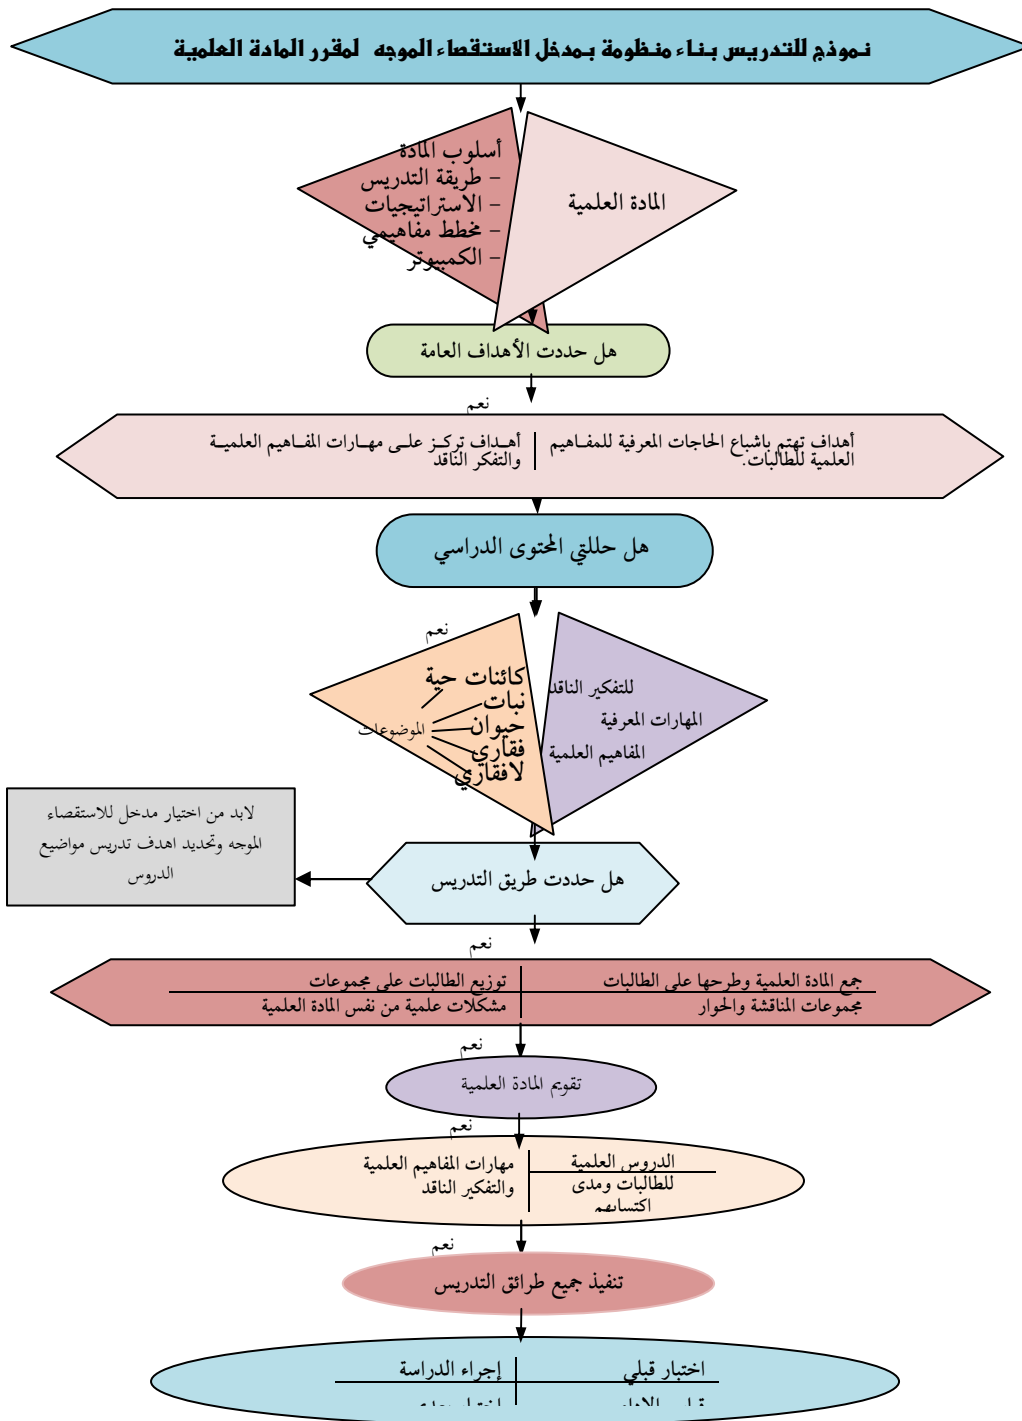 نموذج للتدريس بناء منظومة بمدخل الاستقصاء الموجه لمقرر المادة العلمية
المادة العلمية
أسلوب المادة
– طريقة التدريس
– الاستراتيجيات
– مخطط مفاهيمي
– الكمبيوتر
هل حددت الأهداف العامة
نعم
أهداف تهتم باشباع الحاجات المعرفية للمفاهيم
العلمية للطالبات.
أهداف تركز على مهارات المفاهيم العلمية
والتفكر الناقد
هل حللتي المحتوى الدراسي
نعم
للتفكير الناقد
المهارات المعرفية
المفاهيم العلمية
كائنات حية
نبات
حيوان
فقاري
لافقاري
الموضوعات
هل حددت طريق التدريس
لابد من اختيار مدخل للاستقصاء
الموجه وتحديد اهدف تدريس مواضيع
الدروس
نعم
جمع المادة العلمية وطرحها على الطالبات
مجموعات المناقشة والحوار
توزيع الطالبات على مجموعات
مشكلات علمية من نفس المادة العلمية
نعم
تقويم المادة العلمية
نعم
الدروس العلمية
للطالبات ومدى
اكتسابهم
مهارات المفاهيم العلمية
والتفكير الناقد
نعم
تنفيذ جميع طرائق التدريس
اختبار قبلي
إجراء الدراسة